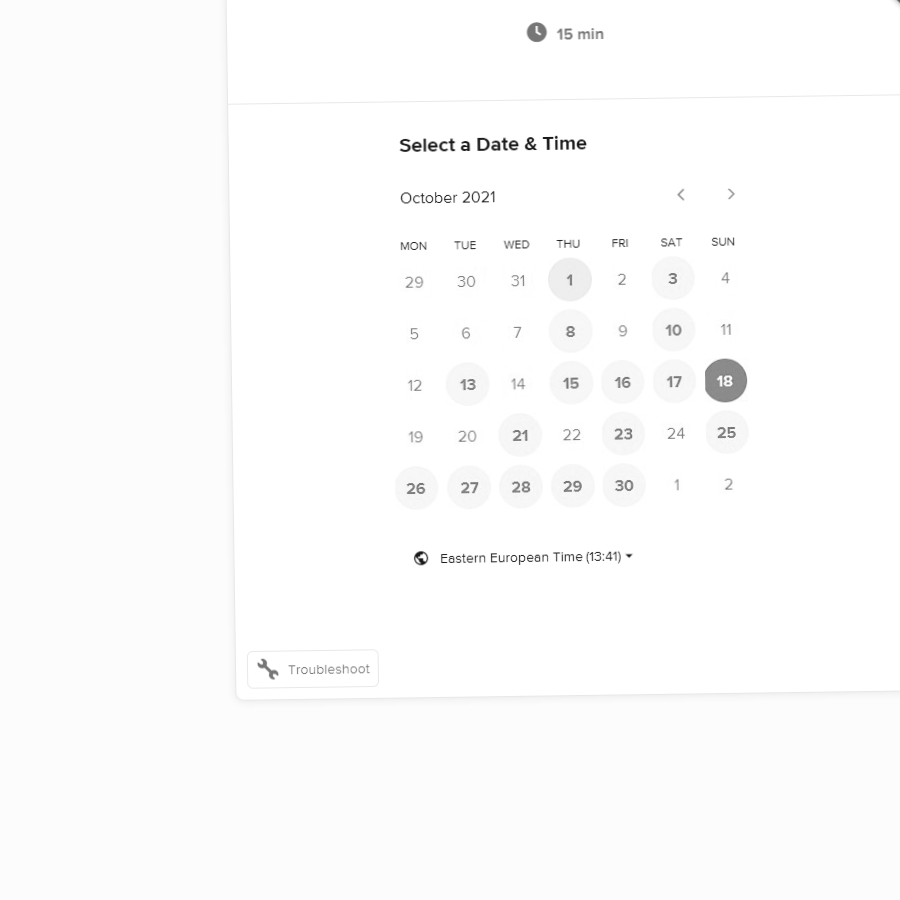 15 min
Select a Date & Time
October 2021
MON TUE WED THU FRI SAT SUN
29 30 31 1 2 3 4
5 6 7 8 9 10 11
12 13 14 15 16 17 18
19 20 21 22 23 24 25
26 27 28 29 30 1 2
Eastern European Time (13:41)
Troubleshoot